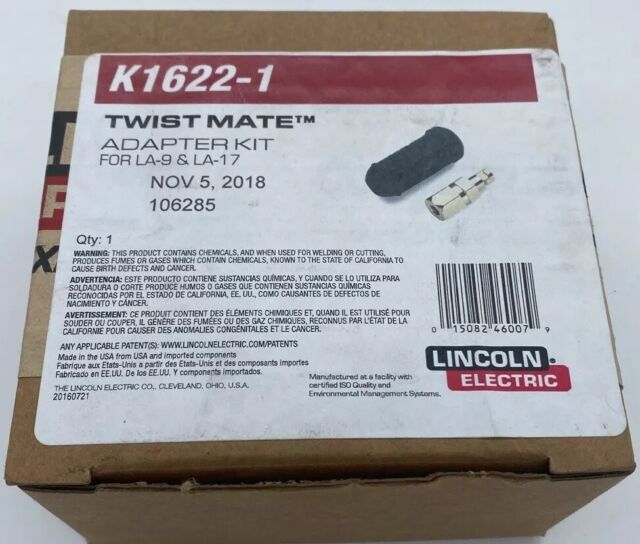 K1622-1
TWIST MATE™
ADAPTER KIT
FOR LA-9 & LA-17
NOV 5, 2018
106285
Qty: 1
WARNING: THIS PRODUCT CONTAINS CHEMICALS, AND WHEN USED FOR WELDING OR CUTTING,
PRODUCES FUMES OR GASES WHICH CONTAIN CHEMICALS, KNOWN TO THE STATE OF CALIFORNIA TO
CAUSE BIRTH DEFECTS AND CANCER.
ADVERTENCIA: ESTE PRODUCTO CONTIENE SUSTANCIAS QUÍMICAS, Y CUANDO SE LO UTILIZA PARA
SOLDADURA O CORTE PRODUCE HUMOS O GASES QUE CONTIENEN SUSTANCIAS QUÍMICAS
RECONOCIDAS POR EL ESTADO DE CALIFORNIA, EE. UU., COMO CAUSANTES DE DEFECTOS DE
NACIMIENTO Y CÁNCER.
AVERTISSEMENT: CE PRODUIT CONTIENT DES ÉLÉMENTS CHIMIQUES ET, QUAND IL EST UTILISÉ POUR
SOUDER OU COUPER, IL GÉNÈRE DES FUMÉES OU DES GAZ CHIMIQUES, RECONNUS PAR L'ÉTAT DE LA
CALIFORNIE POUR CAUSER DES ANOMALIES CONGÉNITALES ET LE CANCER.
ANY APPLICABLE PATENT(S): WWW.LINCOLNELECTRIC.COM/PATENTS
Made in the USA from USA and imported components
Fabriqué aux Etats-Unis a partir des Etats-Unis et des composants importes
Fabricado en EE.UU. De los EE.UU. Y componentes importados.
THE LINCOLN ELECTRIC CO., CLEVELAND, OHIO, U.S.A.
20160721
Manufactured at a facility with
certified ISO Quality and
Environmental Management Systems.
0 15082 46007 9
LINCOLN®
ELECTRIC